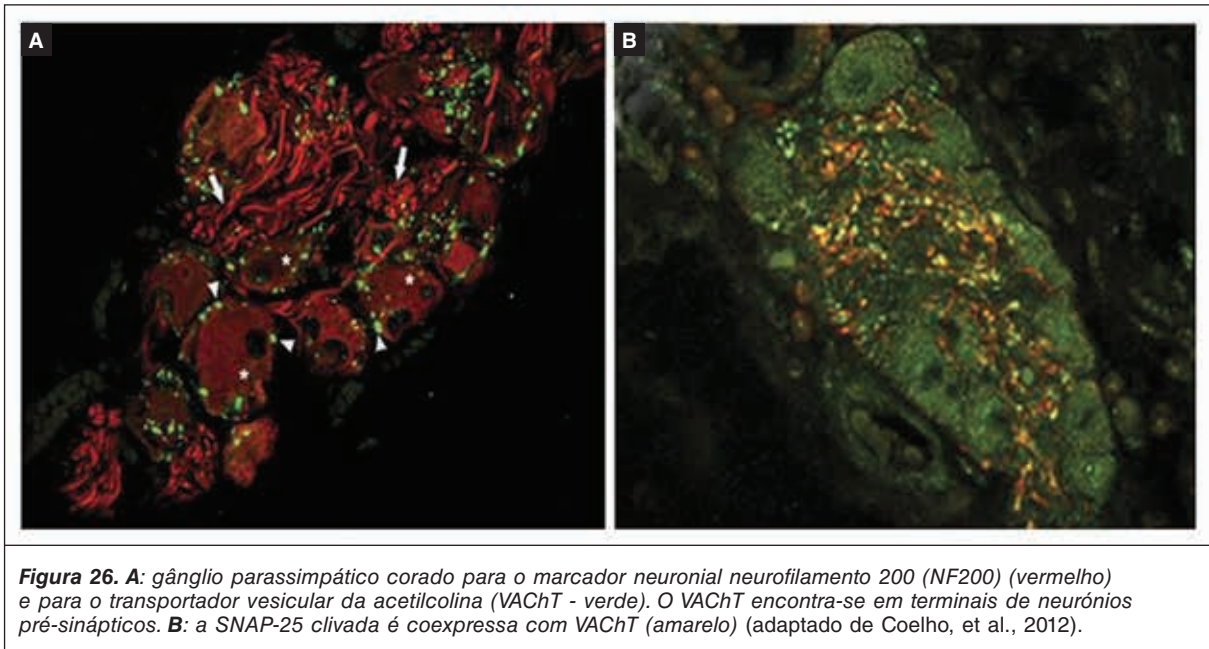 A
B
Figura 26. A: gânglio parassimpático corado para o marcador neuronial neurofilamento 200 (NF200) (vermelho)
e para o transportador vesicular da acetilcolina (VAChT - verde). O VAChT encontra-se em terminais de neurónios
pré-sinápticos. B: a SNAP-25 clivada é coexpressa com VAChT (amarelo) (adaptado de Coelho, et al., 2012).